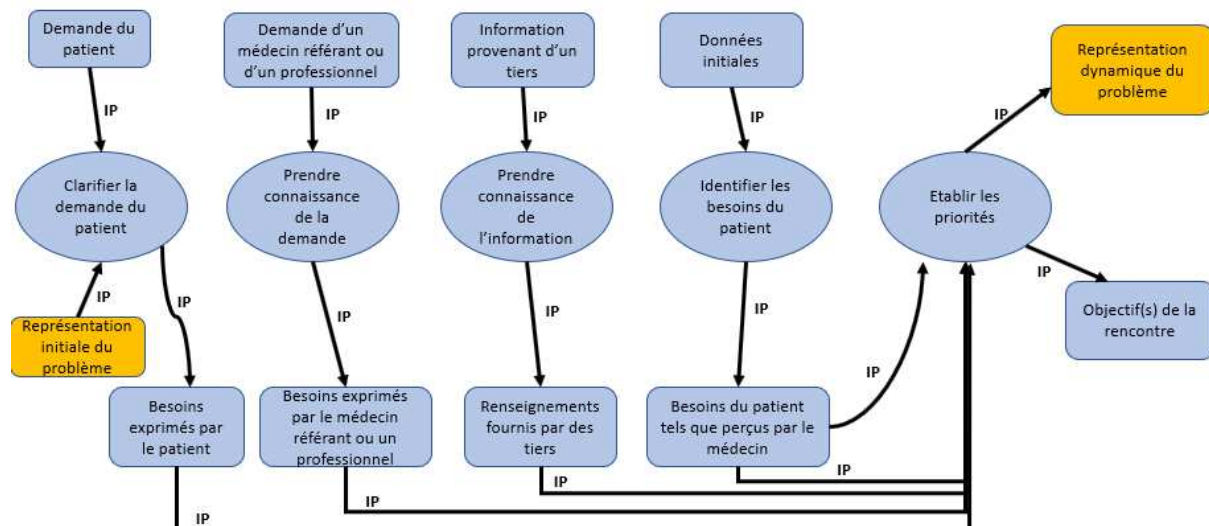 Demande du
patient
Demande d'un
médecin référant ou
d'un professionnel
Information
provenant d'un
tiers
Données
initiales
Représentation
dynamique du
problème
IP
IP
IP
IP
IP
Clarifier la
demande du
patient
Prendre
connaissance
de la
demande
Prendre
connaissance
de
l'information
Identifier les
besoins du
patient
Etablir les
priorités
IP
IP
IP
IP
IP
IP
Représentation
initiale du
problème
Objectif(s) de la
rencontre
IP
Besoins
exprimés par
le patient
Besoins exprimés
par le médecin
référant ou un
professionnel
Renseignements
fournis par des
tiers
Besoins du patient
tels que perçus par le
médecin
IP
IP
IP
IP